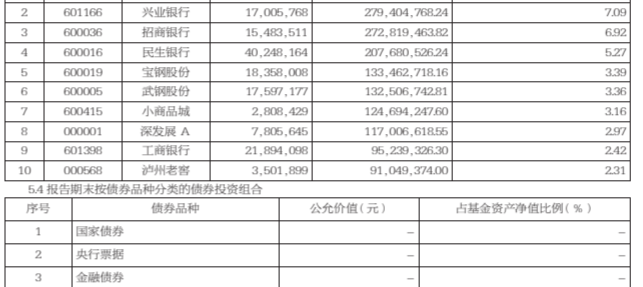 2 601166 兴业银行 17,005,768 279,404,768.24 7.09
3 600036 招商银行 15,483,511 272,819,463.82 6.92
4 600016 民生银行 40,248,164 207,680,526.24 5.27
5 600019 宝钢股份 18,358,008 133,462,718.16 3.39
6 600005 武钢股份 17,597,177 132,506,742.81 3.36
7 600415 小商品城 2,808,429 124,694,247.60 3.16
8 000001 深发展 A 7,805,645 117,006,618.55 2.97
9 601398 工商银行 21,894,098 95,239,326.30 2.42
10 000568 泸州老窖 3,501,899 91,049,374.00 2.31
5.4 报告期末按债券品种分类的债券投资组合
序号 债券品种 公允价值(元) 占基金资产净值比例(%)
1 国家债券 – –
2 央行票据 – –
3 金融债券 – –